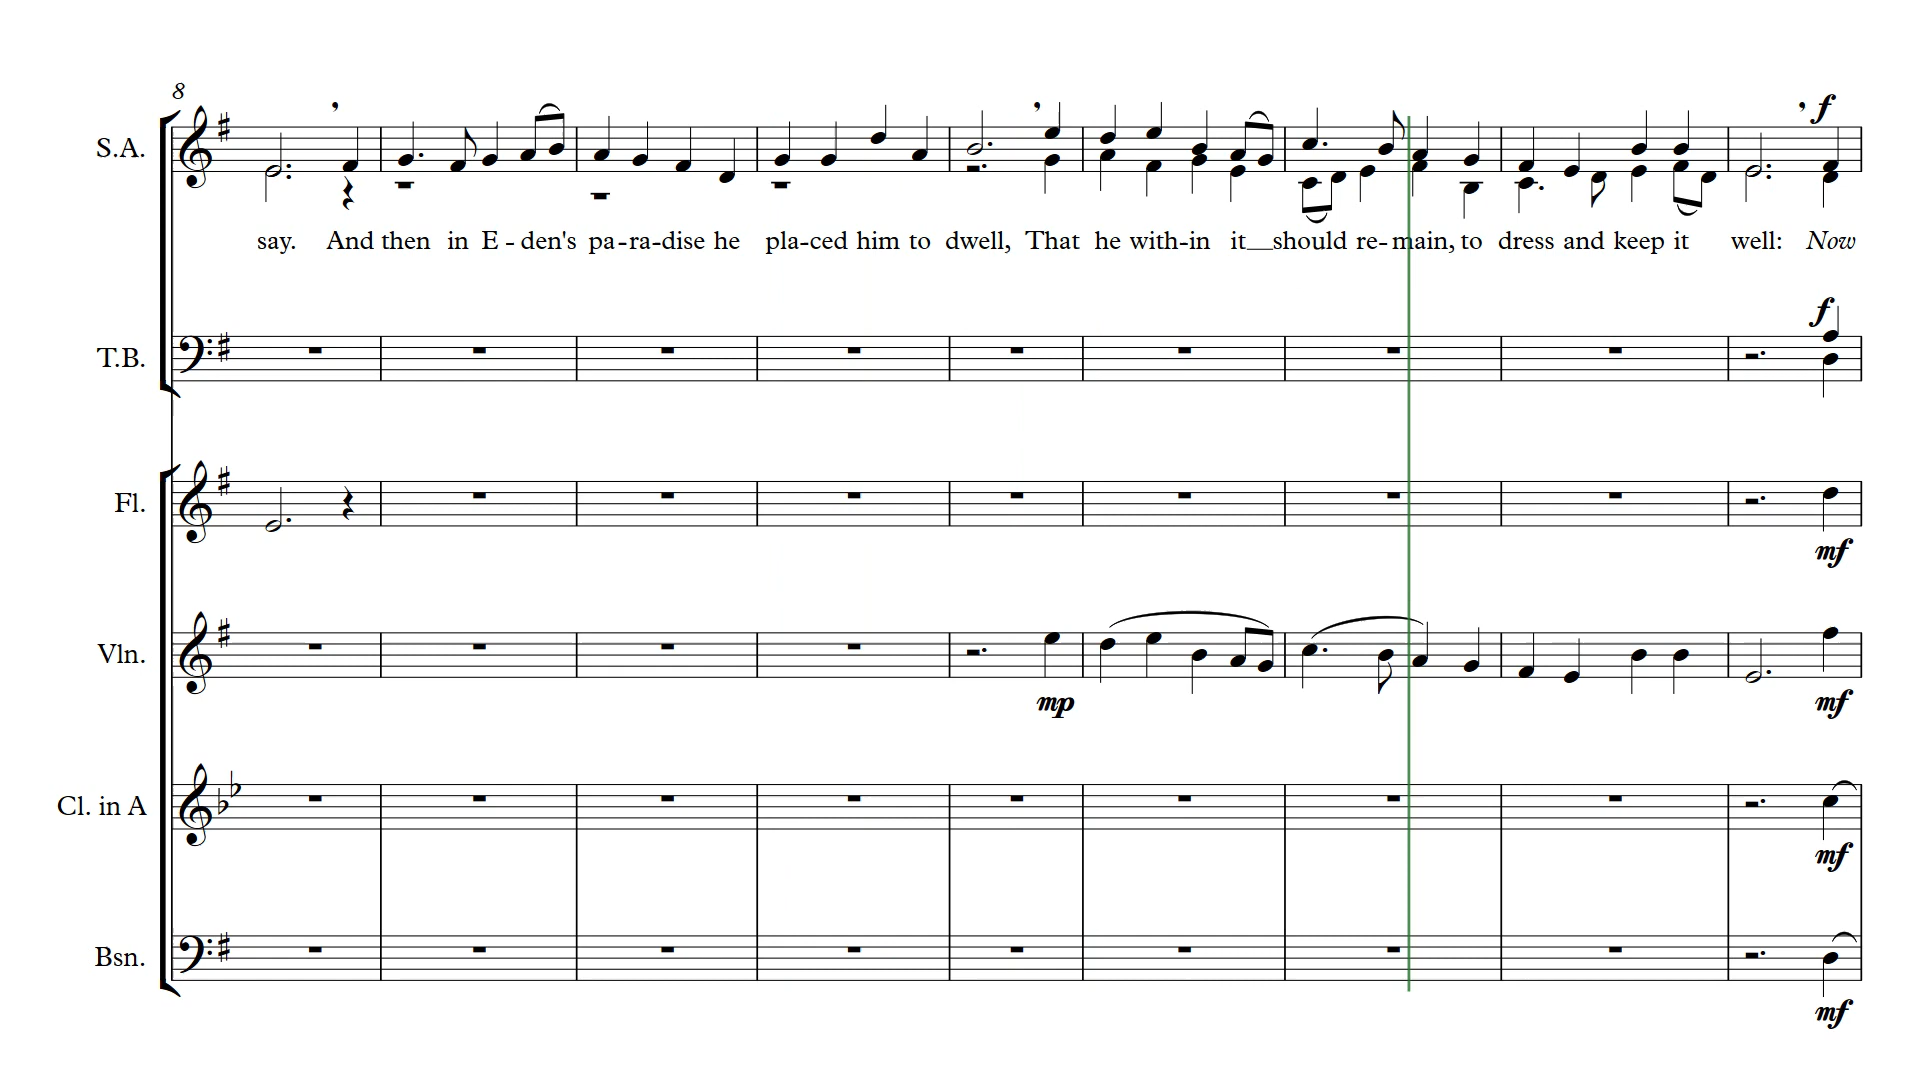 8
f
S.A.
say. And then in E - den's pa - ra - dise he pla - ced him to dwell, That he with - in it__ should re - main, to dress and keep it well: Now
f
T.B.
Fl.
mf
Vln.
mp mf
Cl. in A
mf
Bsn.
mf